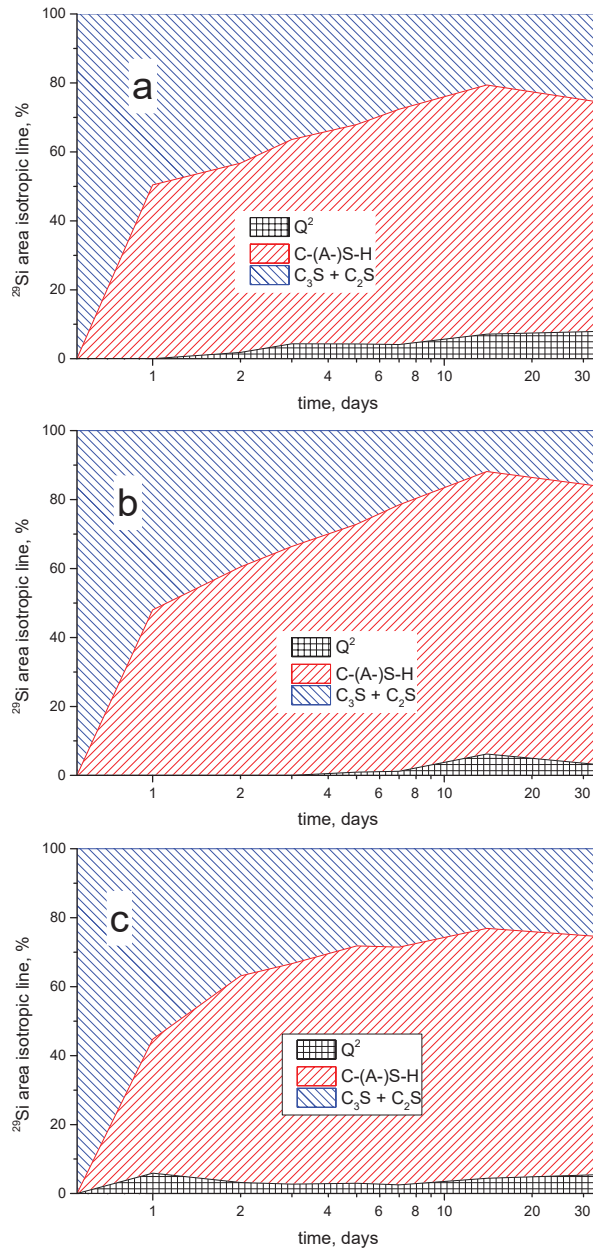 100
80
60
40
20
0
²⁹Si area isotropic line, %
a
Q²
C-(A-)S-H
C₃S + C₂S
1 2 4 6 8 10 20 30
time, days
100
80
60
40
20
0
²⁹Si area isotropic line, %
b
Q²
C-(A-)S-H
C₃S + C₂S
1 2 4 6 8 10 20 30
time, days
100
80
60
40
20
0
²⁹Si area isotropic line, %
c
Q²
C-(A-)S-H
C₃S + C₂S
1 2 4 6 8 10 20 30
time, days